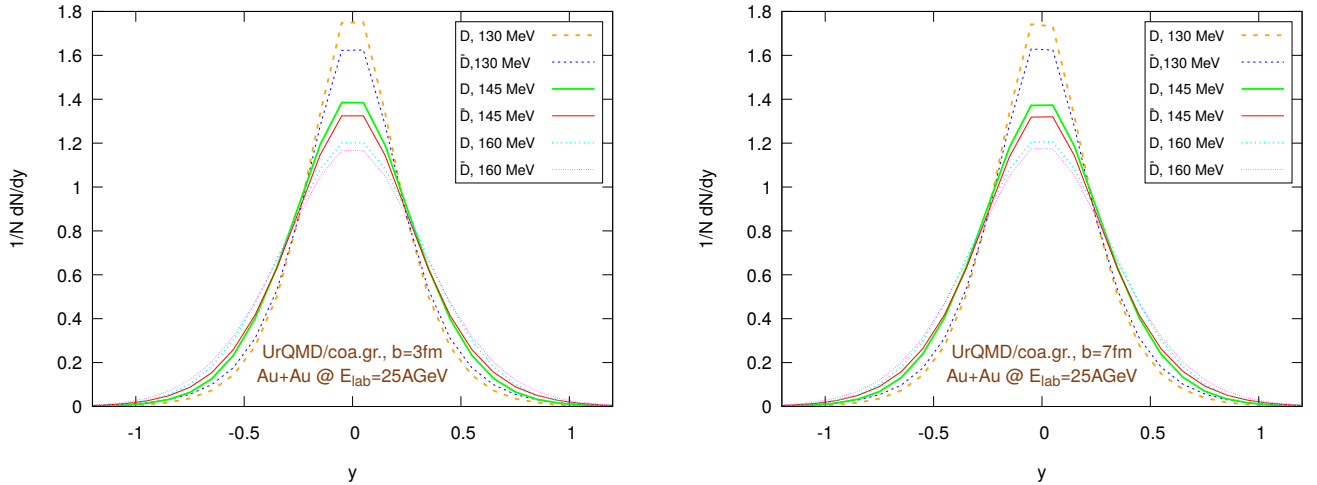 1/N dN/dy
1.8
1.6
1.4
1.2
1
0.8
0.6
0.4
0.2
0
D, 130 MeV
D̄,130 MeV
D, 145 MeV
D̄, 145 MeV
D, 160 MeV
D̄, 160 MeV
UrQMD/coa.gr., b=3fm
Au+Au @ E_lab=25AGeV
-1 -0.5 0 0.5 1
y
1/N dN/dy
1.8
1.6
1.4
1.2
1
0.8
0.6
0.4
0.2
0
D, 130 MeV
D̄,130 MeV
D, 145 MeV
D̄, 145 MeV
D, 160 MeV
D̄, 160 MeV
UrQMD/coa.gr., b=7fm
Au+Au @ E_lab=25AGeV
-1 -0.5 0 0.5 1
y